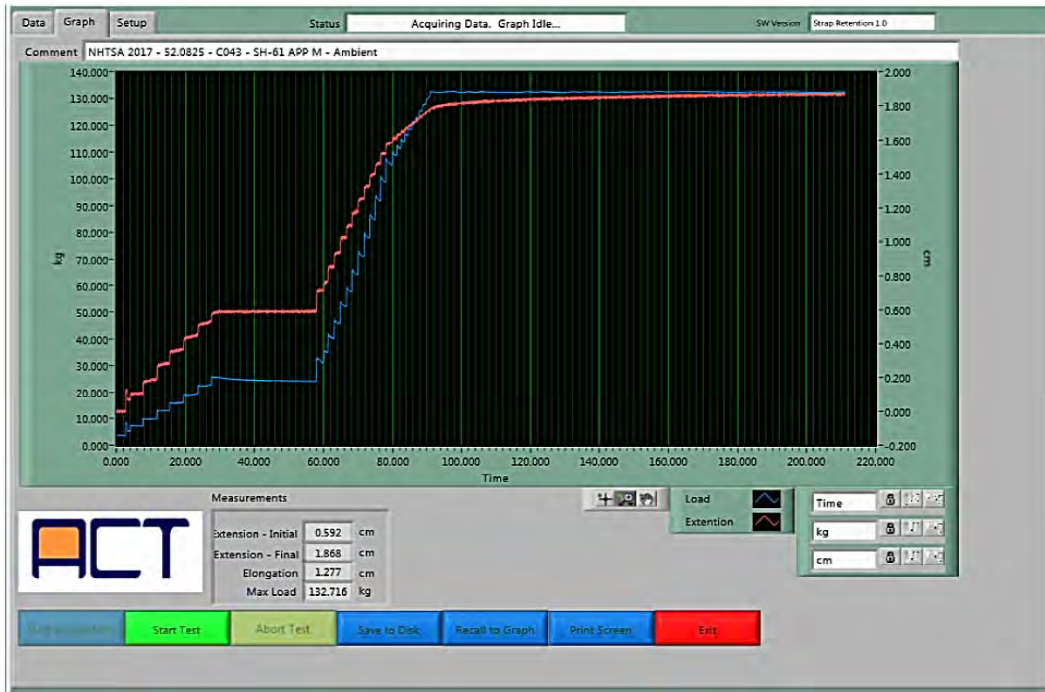 Data Graph Setup Status Acquiring Data. Graph Idle... SW Version Strap Retention 1.0
Comment NHTSA 2017 - S2.0825 - C043 - SH-61 APP M - Ambient
140.000 2.000
130.000 1.800
120.000 1.600
110.000 1.400
100.000 1.200
90.000 1.000
80.000 0.800
70.000 0.600
60.000 0.400
50.000 0.200
40.000 0.000
30.000 -0.200
20.000
10.000
0.000
kg
cm
0.000 20.000 40.000 60.000 80.000 100.000 120.000 140.000 160.000 180.000 200.000 220.000
Time
Measurements
Extension - Initial 0.592 cm
Extension - Final 1.868 cm
Elongation 1.277 cm
Max Load 132.716 kg
Load
Extention
Time
kg
cm
ACT
Start Test Abort Test Save to Disk Recall to Graph Print Screen Exit